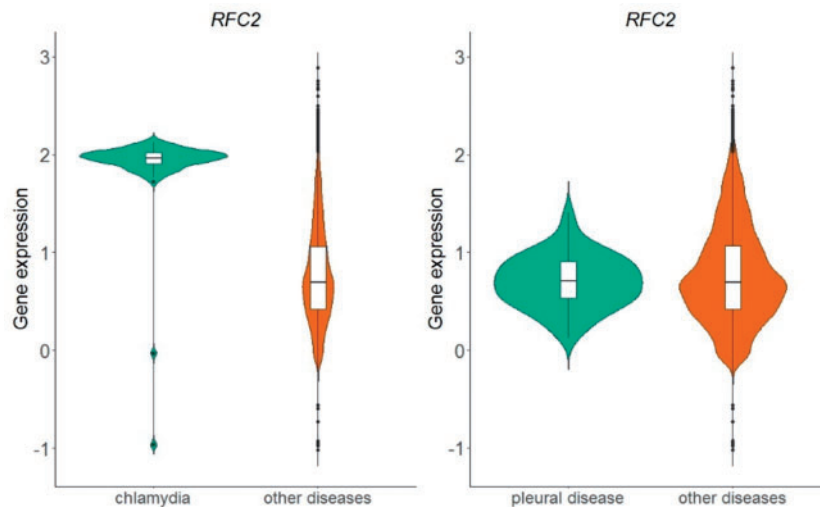 RFC2
Gene expression
3
2
1
0
-1
chlamydia
other diseases
RFC2
Gene expression
3
2
1
0
-1
pleural disease
other diseases